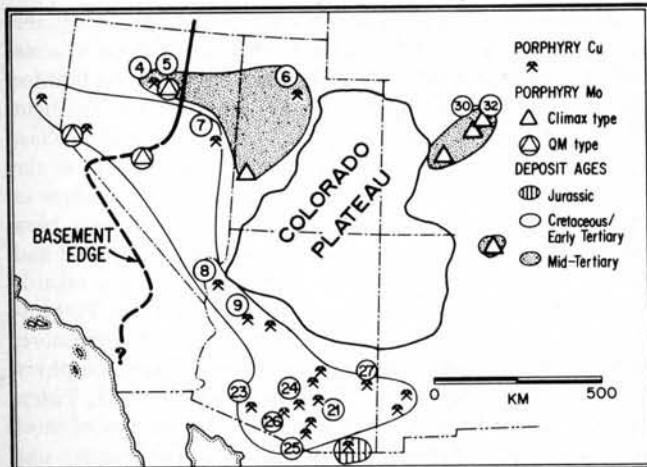 PORPHYRY Cu
PORPHYRY Mo
Climax type
QM type
DEPOSIT AGES
Jurassic
Cretaceous/
Early Tertiary
Mid-Tertiary
4
5
6
30
32
7
COLORADO
PLATEAU
BASEMENT
EDGE
8
9
?
27
23
24
21
26
25
0
500
KM